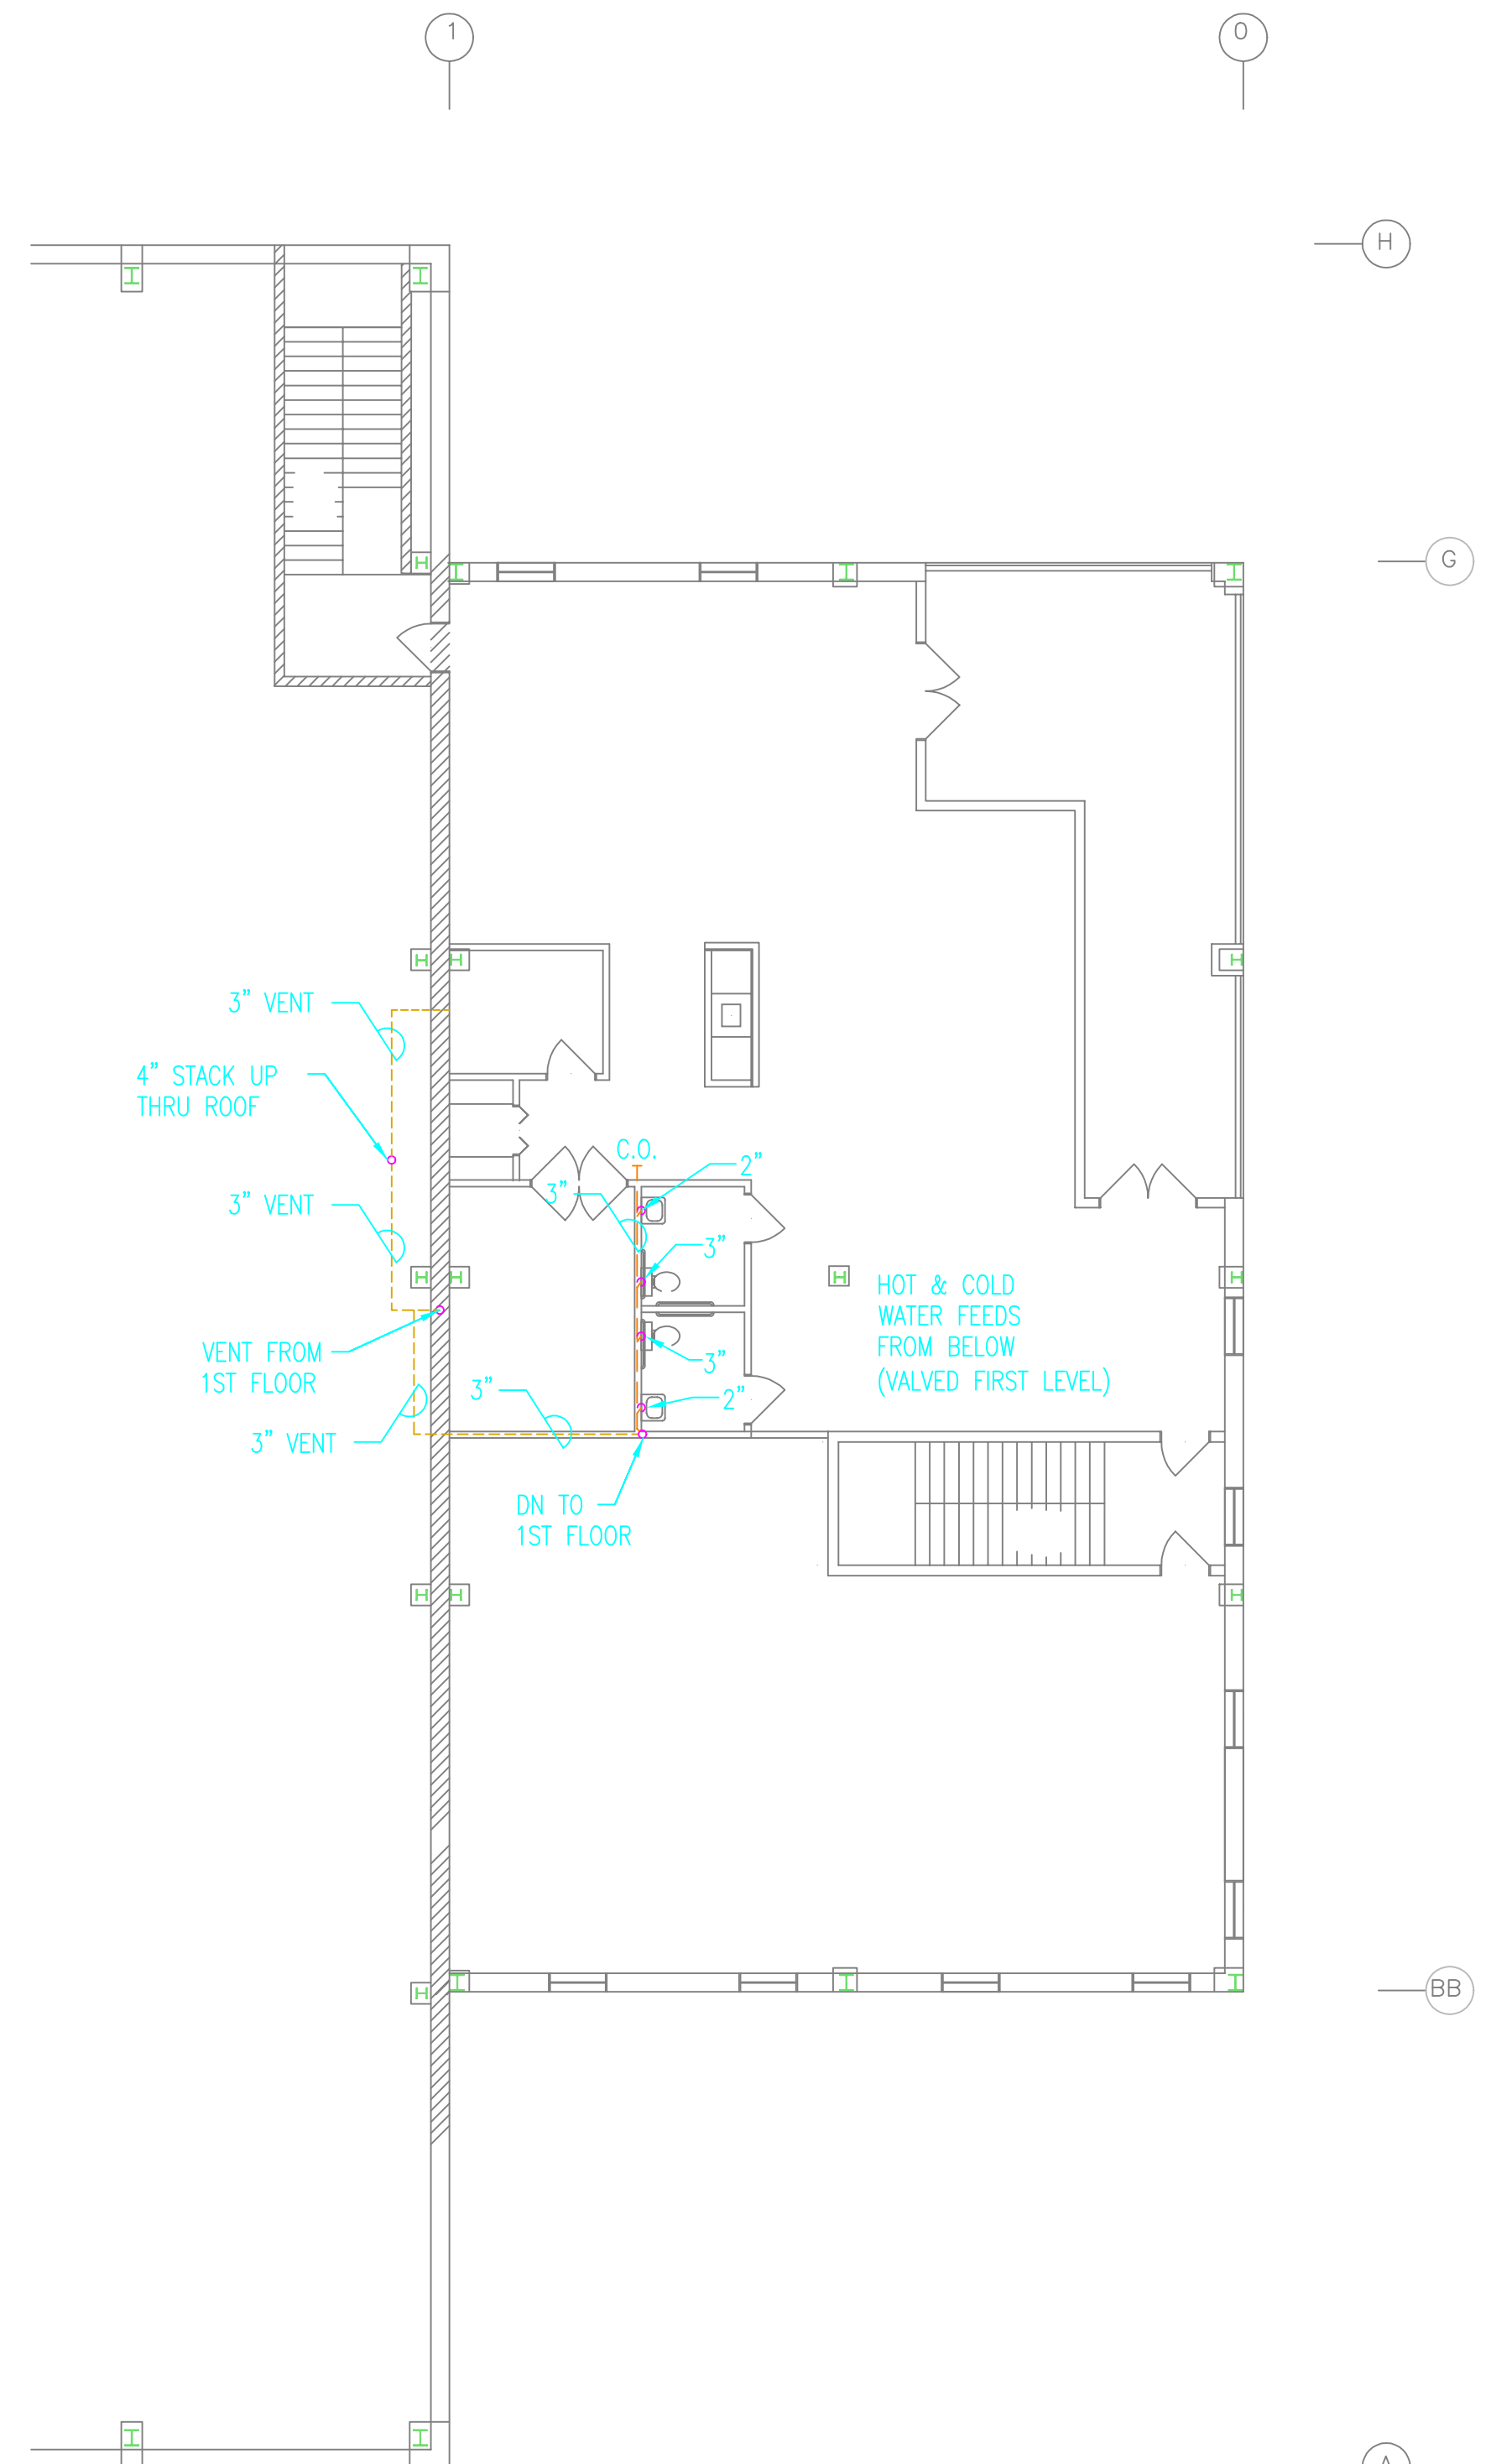 1
0
H
G
3" VENT
4" STACK UP
THRU ROOF
C.O.
2"
3"
3" VENT
3"
HOT & COLD
WATER FEEDS
FROM BELOW
(VALVED FIRST LEVEL)
VENT FROM
1ST FLOOR
3"
3"
2"
3" VENT
DN TO
1ST FLOOR
BB
A